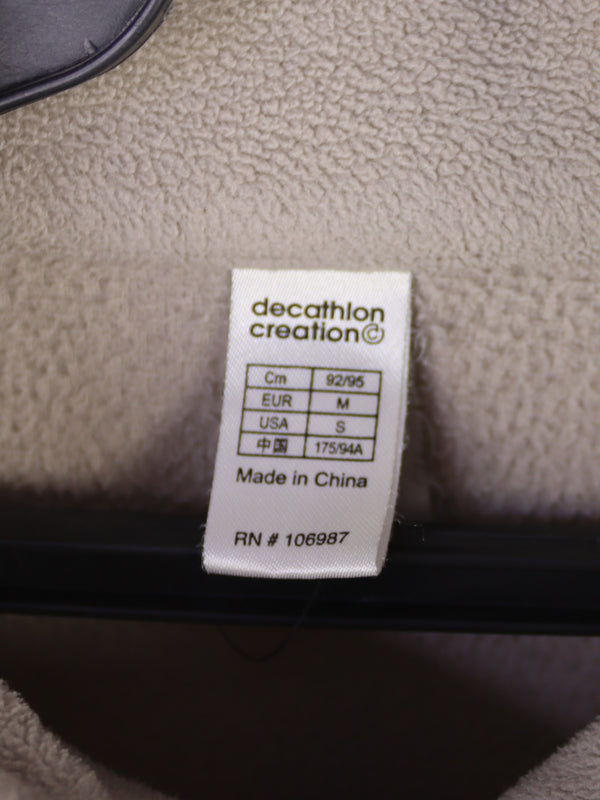 decathlon
creation©
Cm 92/95
EUR M
USA S
中国 175/94A
Made in China
RN # 106987